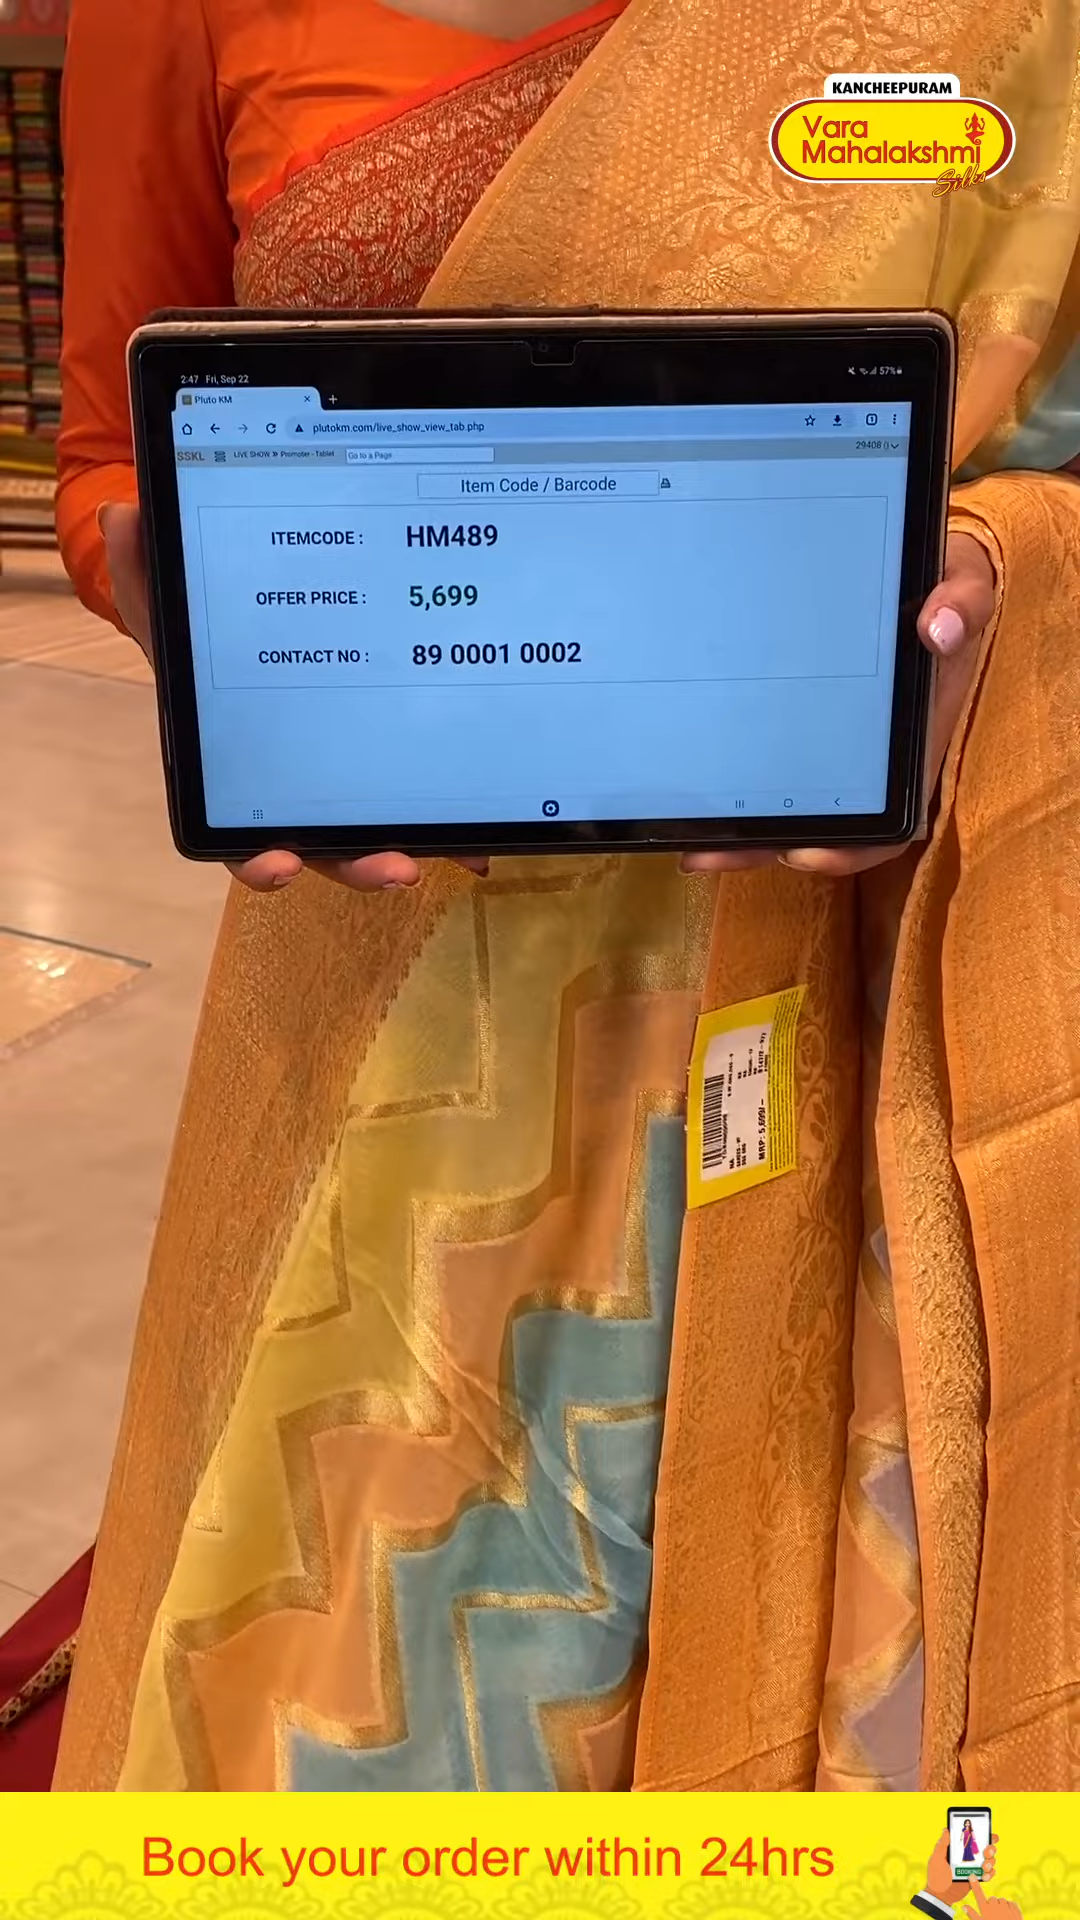 KANCHEEPURAM
Vara
Mahalakshmi
Silks
2:47 Fri, Sep 22
57%
Pluto KM
plutokm.com/live_show_view_tab.php
SSKL
LIVE SHOW » Promoter - Tablet
Go to a Page
29408 ()
Item Code / Barcode
ITEMCODE : HM489
OFFER PRICE : 5,699
CONTACT NO : 89 0001 0002
MRP: 5,699/-
Book your order within 24hrs
BOOKING